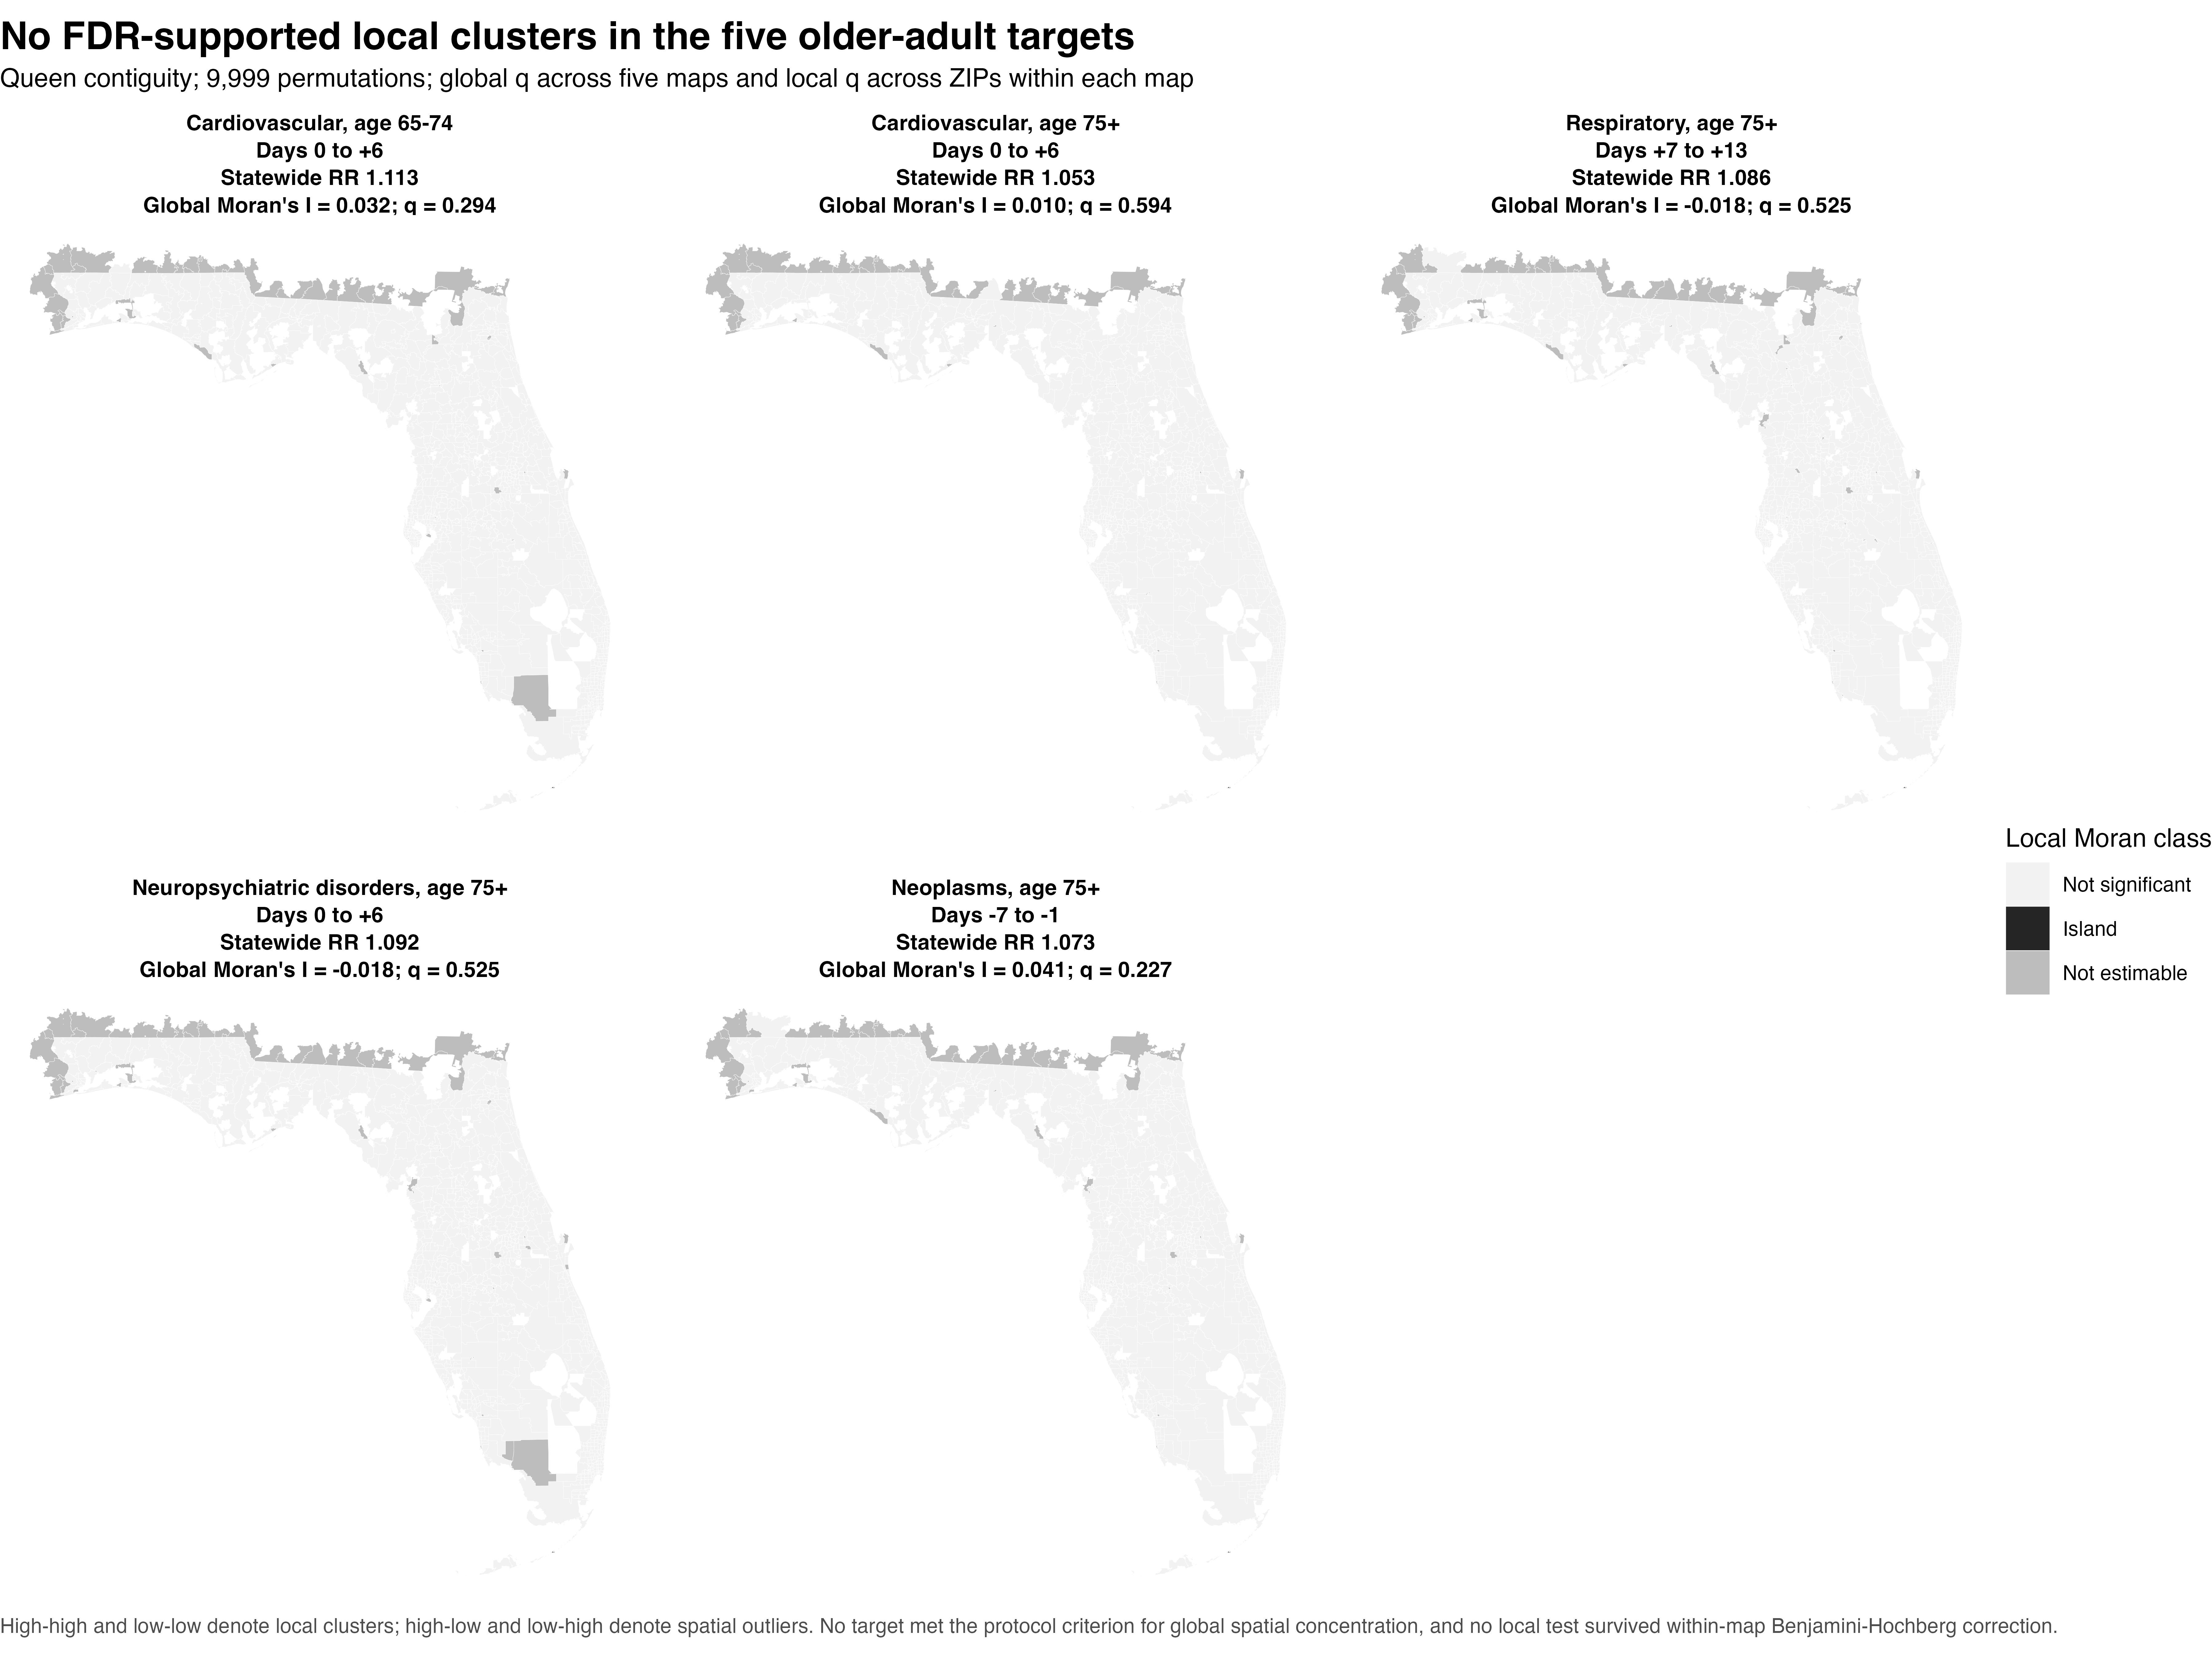 No FDR-supported local clusters in the five older-adult targets
Queen contiguity; 9,999 permutations; global q across five maps and local q across ZIPs within each map
Cardiovascular, age 65-74
Days 0 to +6
Statewide RR 1.113
Global Moran's I = 0.032; q = 0.294
Cardiovascular, age 75+
Days 0 to +6
Statewide RR 1.053
Global Moran's I = 0.010; q = 0.594
Respiratory, age 75+
Days +7 to +13
Statewide RR 1.086
Global Moran's I = -0.018; q = 0.525
Neuropsychiatric disorders, age 75+
Days 0 to +6
Statewide RR 1.092
Global Moran's I = -0.018; q = 0.525
Neoplasms, age 75+
Days -7 to -1
Statewide RR 1.073
Global Moran's I = 0.041; q = 0.227
Local Moran class
Not significant
Island
Not estimable
High-high and low-low denote local clusters; high-low and low-high denote spatial outliers. No target met the protocol criterion for global spatial concentration, and no local test survived within-map Benjamini-Hochberg correction.